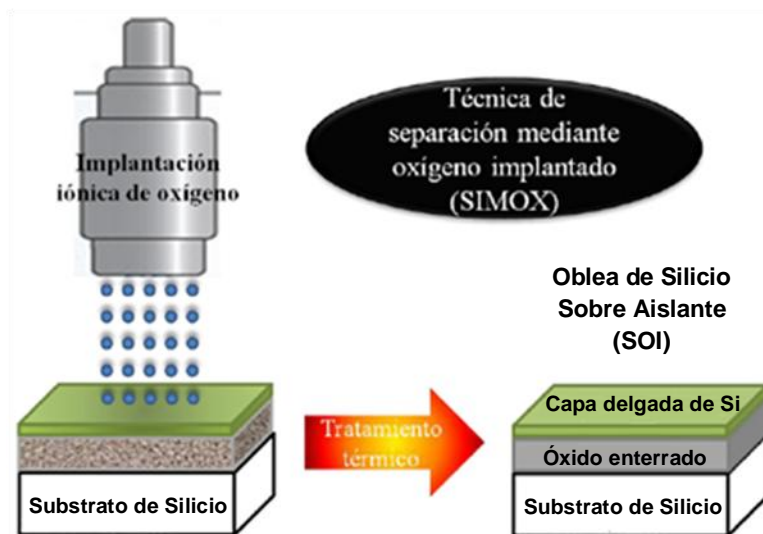 Implantación
iónica de oxígeno
Técnica de
separación mediante
oxígeno implantado
(SIMOX)
Oblea de Silicio
Sobre Aislante
(SOI)
Substrato de Silicio
Tratamiento
térmico
Capa delgada de Si
Óxido enterrado
Substrato de Silicio